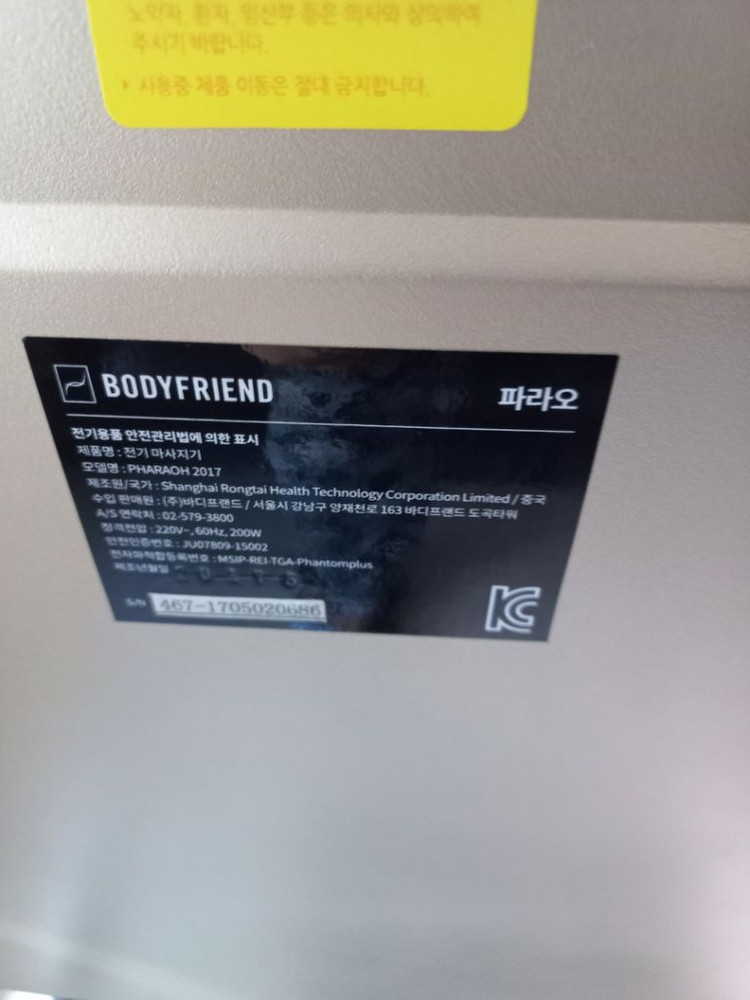 노약자, 환자, 임산부 등은 의사와 상의하여
주시기 바랍니다.
▸ 사용중 제품 이동은 절대 금지합니다.
BODYFRIEND 파라오
전기용품 안전관리법에 의한 표시
제품명 : 전기 마사지기
모델명 : PHARAOH 2017
제조원/국가 : Shanghai Rongtai Health Technology Corporation Limited / 중국
수입 판매원 : (주)바디프랜드 / 서울시 강남구 양재천로 163 바디프랜드 도곡타워
A/S 연락처 : 02-579-3800
정격전압 : 220V~, 60Hz, 200W
안전인증번호 : JU07809-15002
전자파적합등록번호 : MSIP-REI-TGA-Phantomplus
제조년월일
S/N 467-1705020686